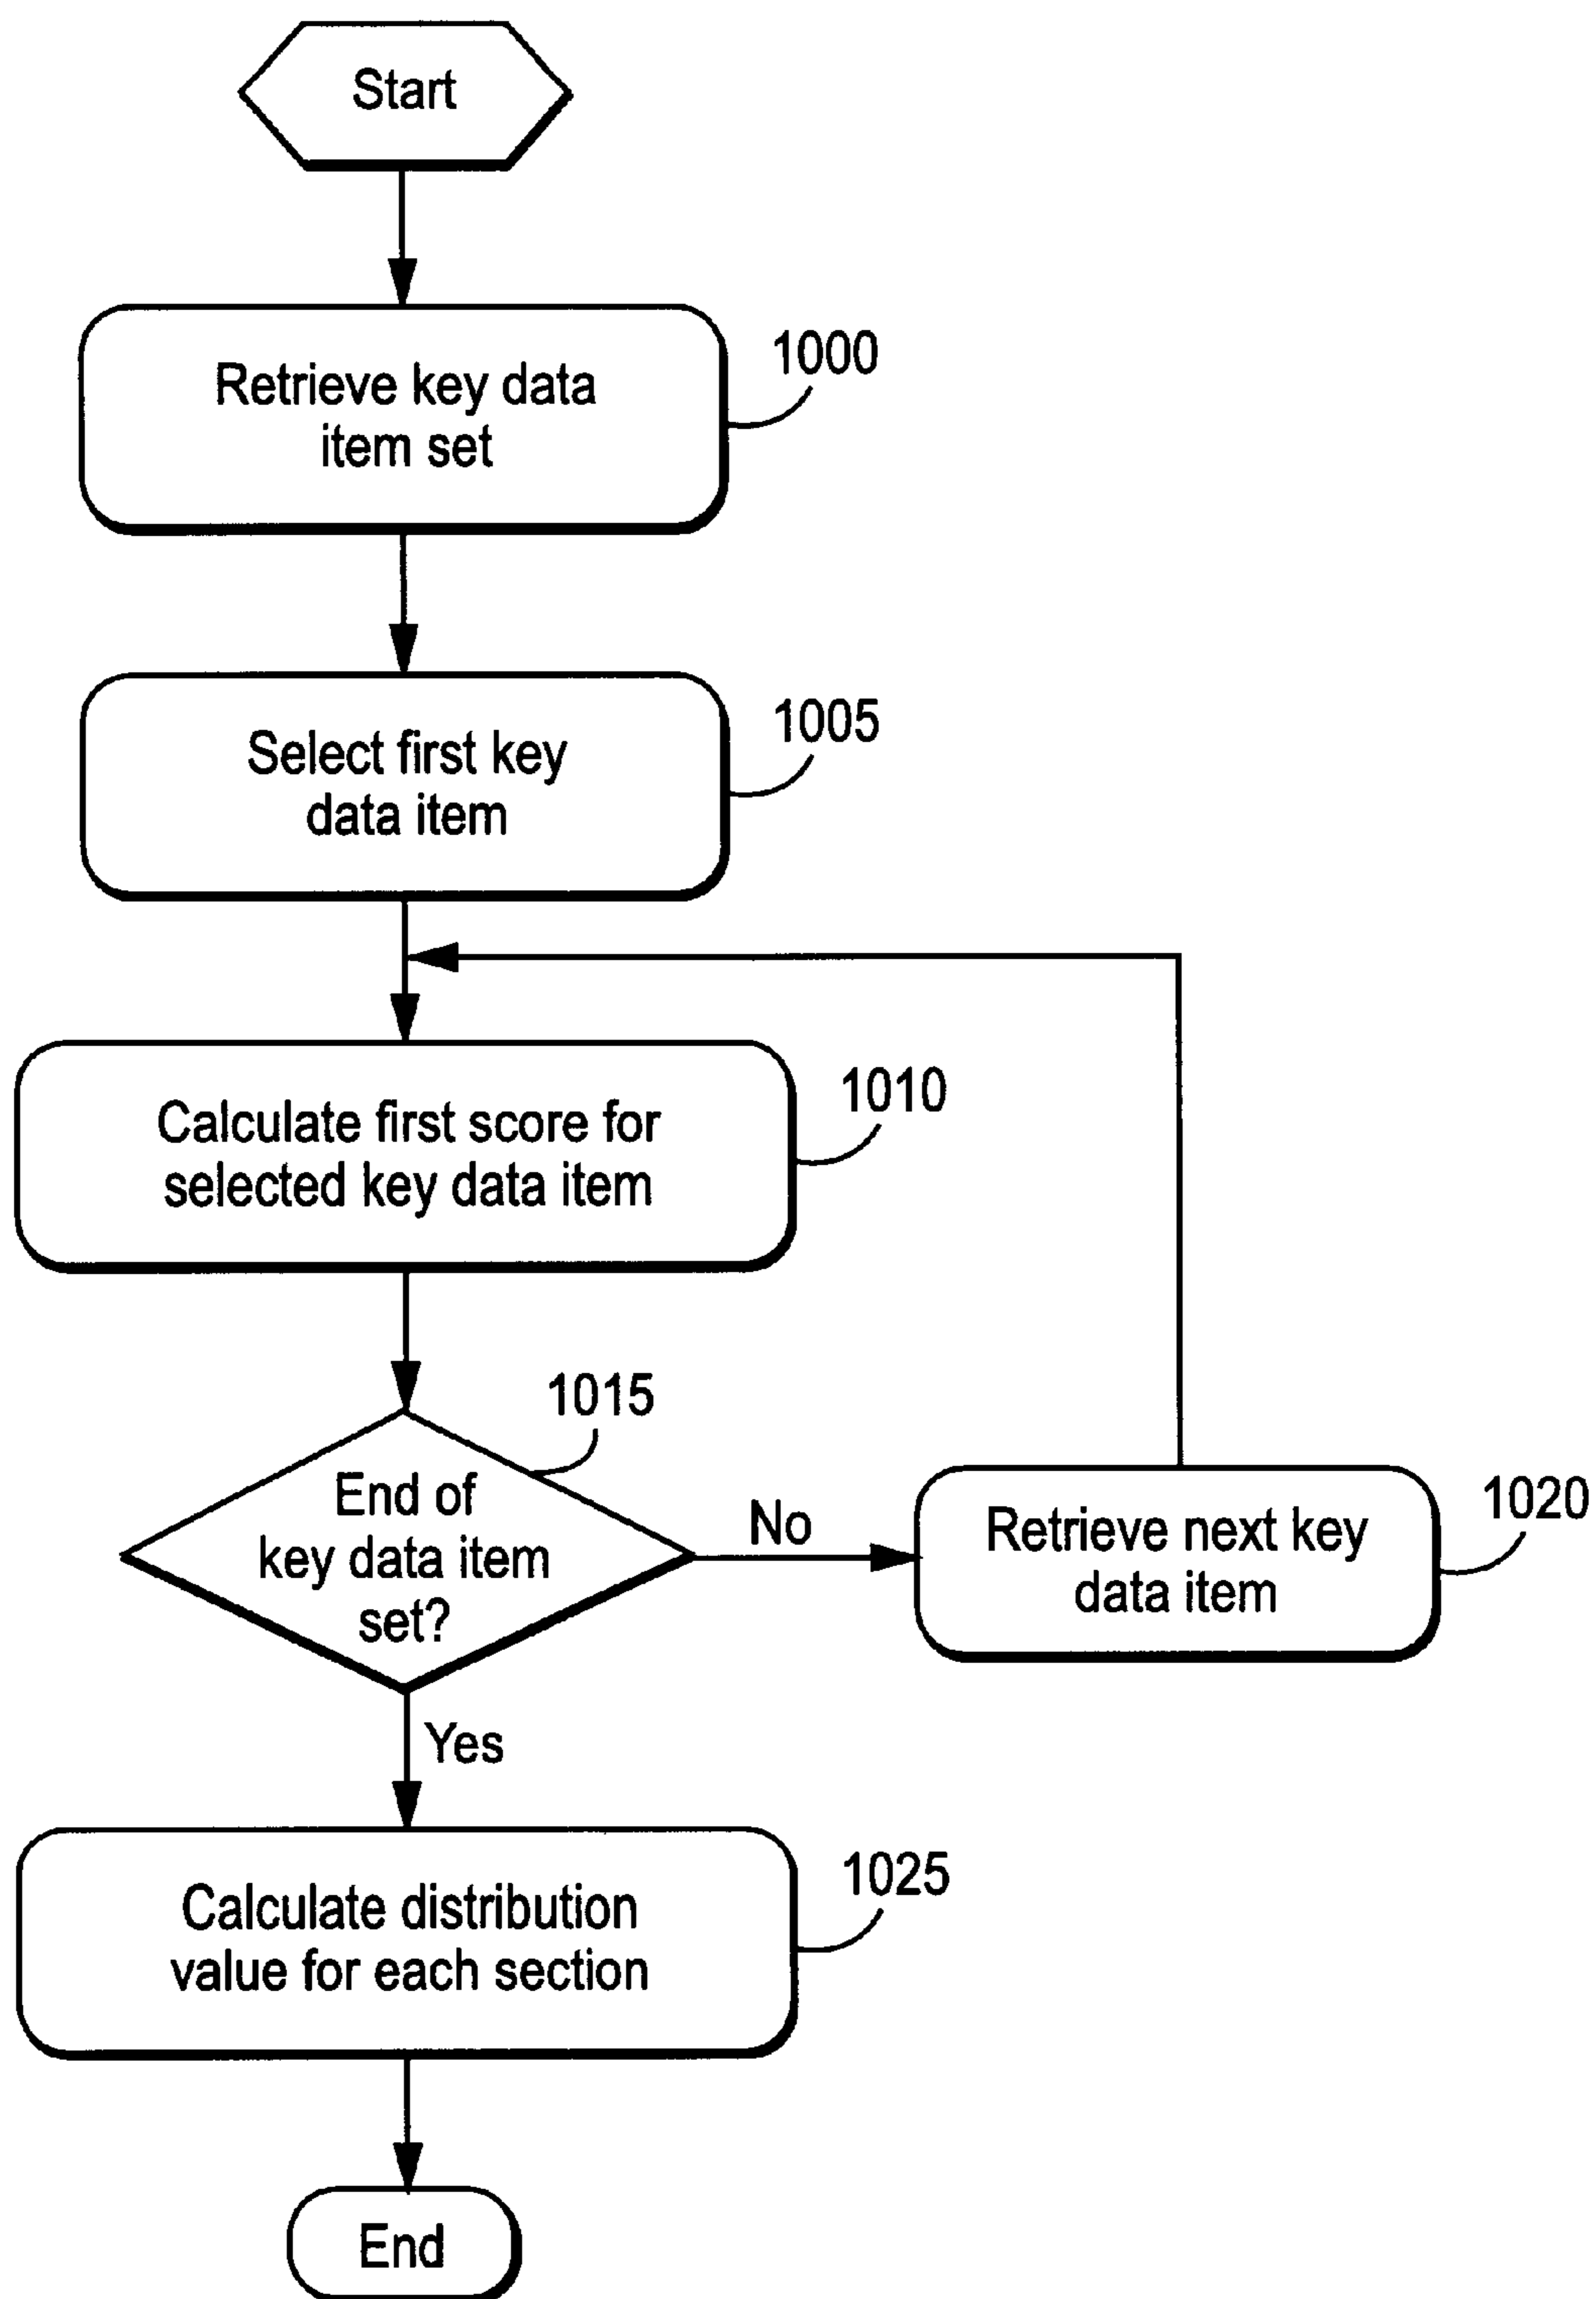 Start
Retrieve key data
item set
1000
Select first key
data item
1005
Calculate first score for
selected key data item
1010
End of
key data item
set?
1015
No
Retrieve next key
data item
1020
Yes
Calculate distribution
value for each section
1025
End